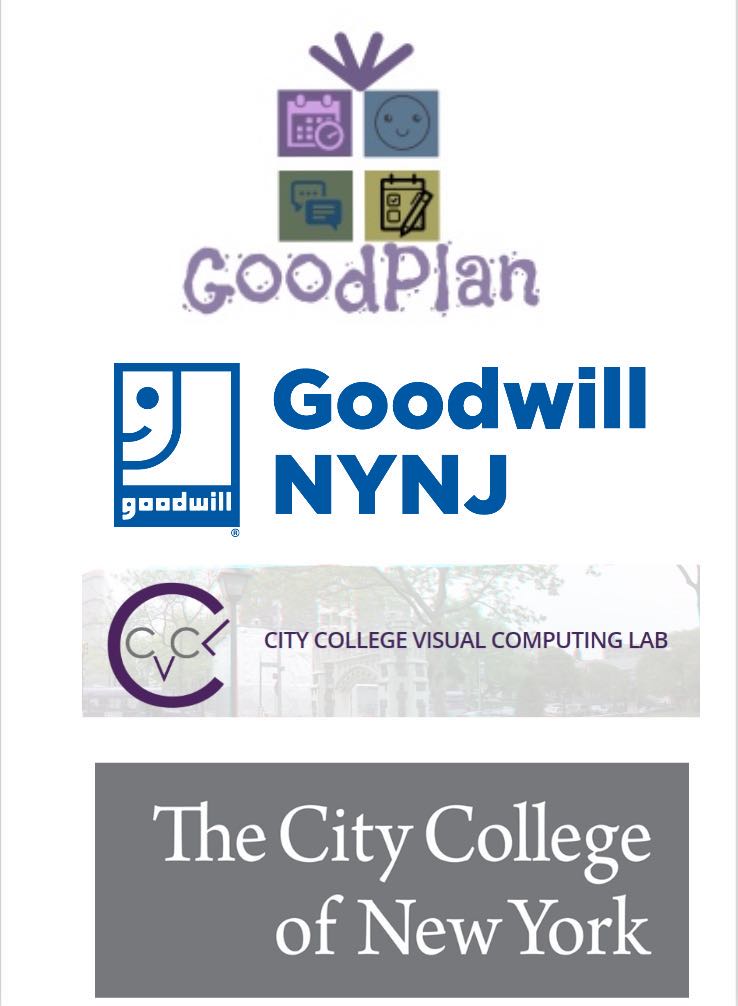 GoodPlan
goodwill
®
Goodwill
NYNJ
CVC
CITY COLLEGE VISUAL COMPUTING LAB
The City College
of New York